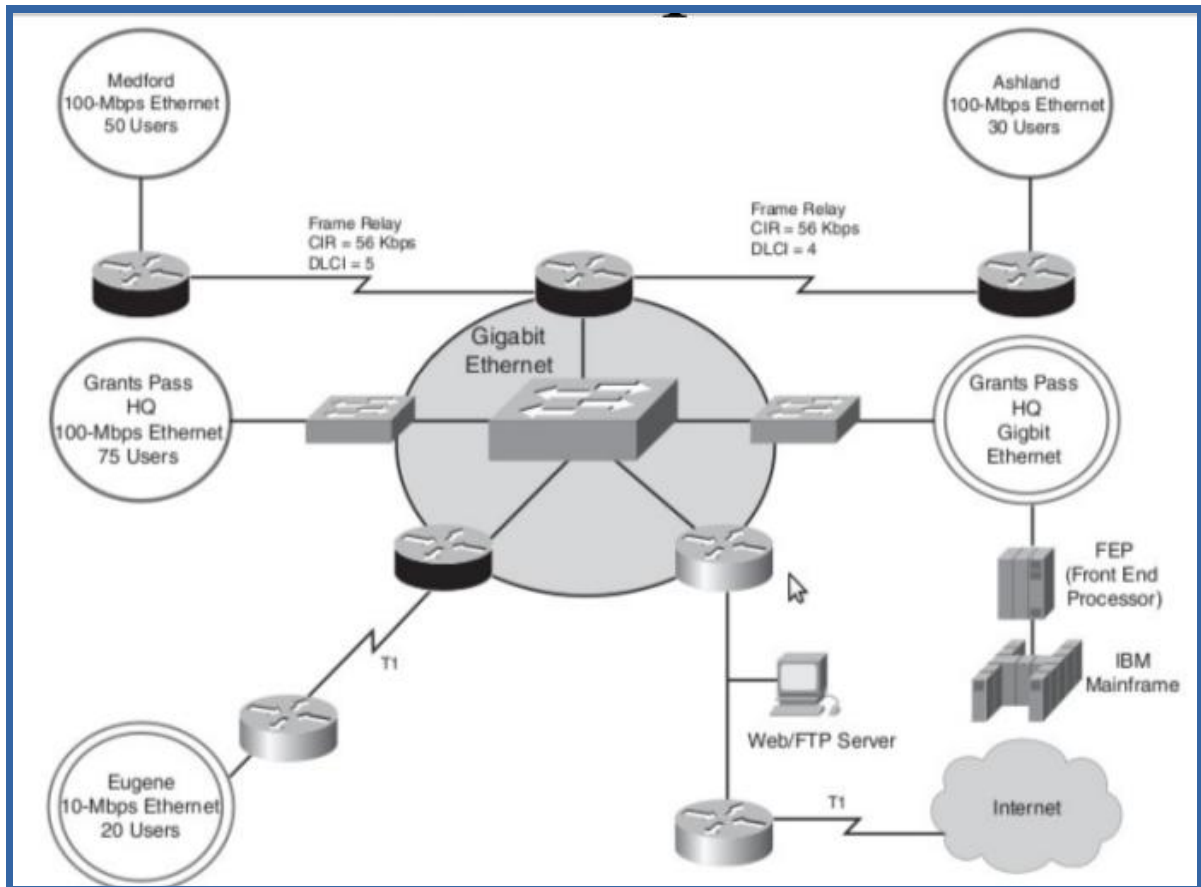 Medford
100-Mbps Ethernet
50 Users
Ashland
100-Mbps Ethernet
30 Users
Frame Relay
CIR = 56 Kbps
DLCI = 5
Frame Relay
CIR = 56 Kbps
DLCI = 4
Gigabit
Ethernet
Grants Pass
HQ
100-Mbps Ethernet
75 Users
Grants Pass
HQ
Gigbit
Ethernet
FEP
(Front End
Processor)
IBM
Mainframe
T1
Web/FTP Server
Eugene
10-Mbps Ethernet
20 Users
T1
Internet